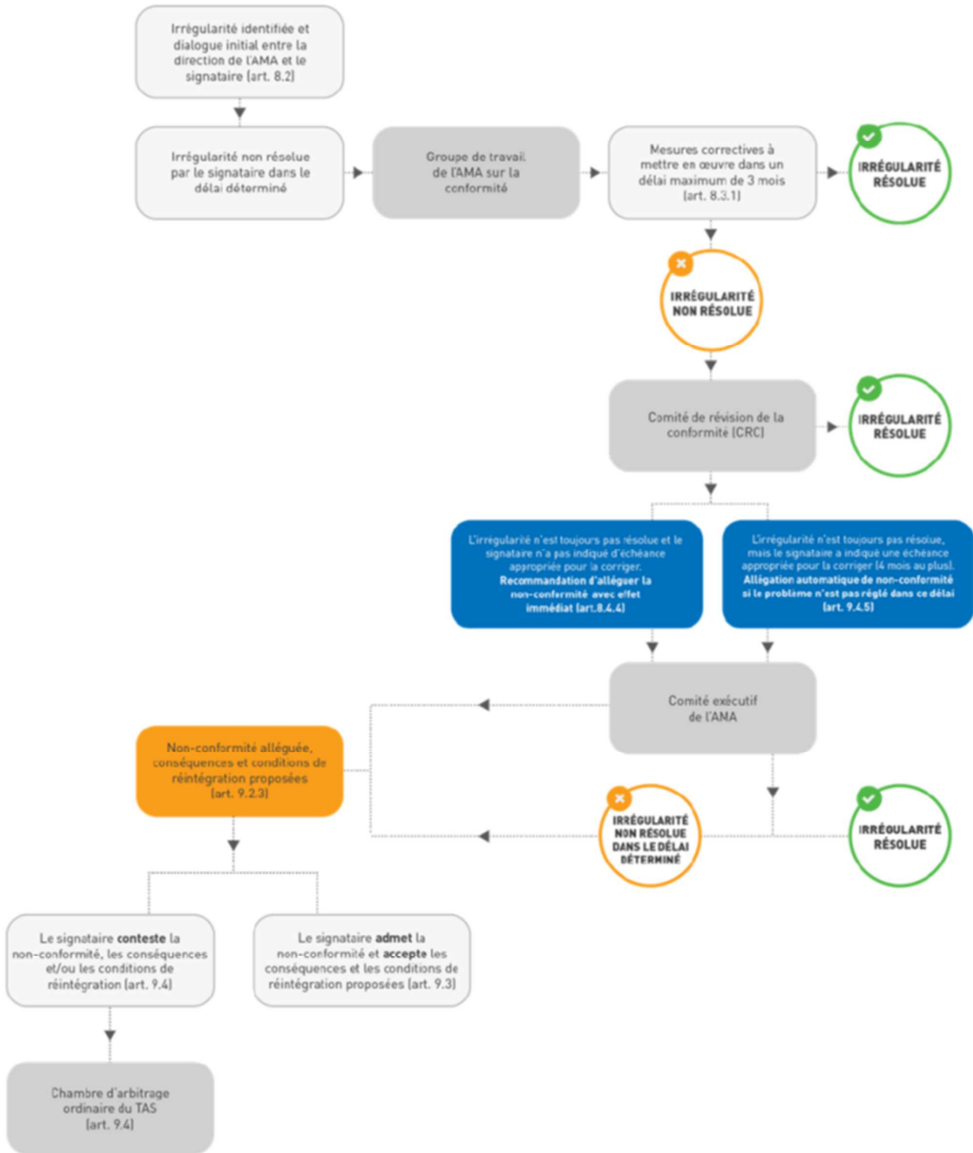 Irrégularité identifiée et
dialogue initial entre la
direction de l'AMA et le
signataire (art. 8.2)
Irrégularité non résolue
par le signataire dans le
délai déterminé
Groupe de travail
de l'AMA sur la
conformité
Mesures correctives à
mettre en œuvre dans un
délai maximum de 3 mois
(art. 8.3.1)
IRRÉGULARITÉ
RÉSOLUE
IRRÉGULARITÉ
NON RÉSOLUE
Comité de révision de la
conformité (CRC)
IRRÉGULARITÉ
RÉSOLUE
L'irrégularité n'est toujours pas résolue et le
signataire n'a pas indiqué d'échéance
appropriée pour la corriger.
Recommandation d'alléguer la
non-conformité avec effet
immédiat (art.8.4.4)
L'irrégularité n'est toujours pas résolue,
mais le signataire a indiqué une échéance
appropriée pour la corriger (4 mois au plus).
Allégation automatique de non-conformité
si le problème n'est pas réglé dans ce délai
(art. 9.4.5)
Comité exécutif
de l'AMA
Non-conformité alléguée,
conséquences et conditions de
réintégration proposées
(art. 9.2.3)
IRRÉGULARITÉ
NON RÉSOLUE
DANS LE DÉLAI
DÉTERMINÉ
IRRÉGULARITÉ
RÉSOLUE
Le signataire conteste la
non-conformité, les conséquences
et/ou les conditions de
réintégration (art. 9.4)
Le signataire admet la
non-conformité et accepte les
conséquences et les conditions de
réintégration proposées (art. 9.3)
Chambre d'arbitrage
ordinaire du TAS
(art. 9.4)